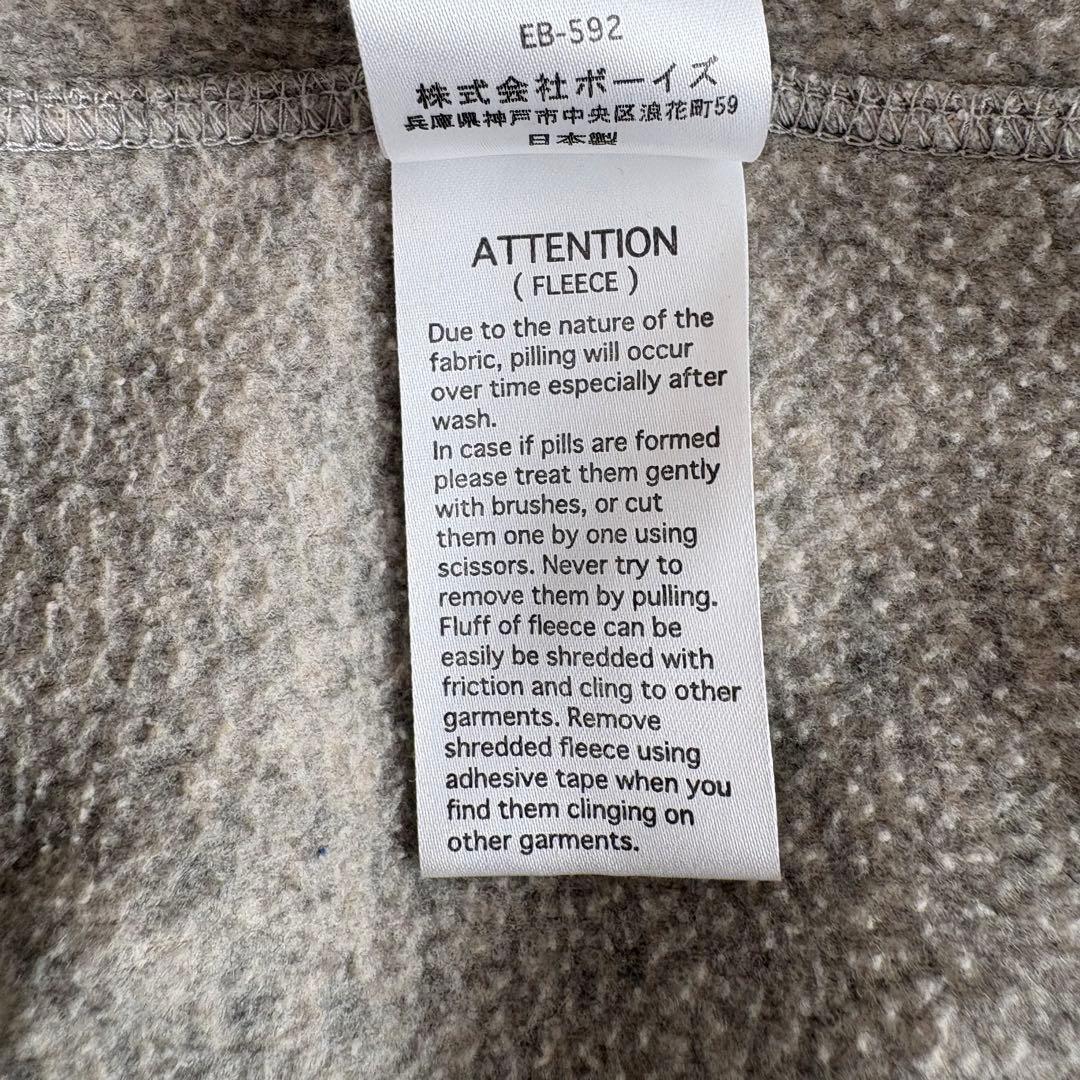 EB-592
株式会社ボーイズ
兵庫県神戸市中央区浪花町59
日本製
ATTENTION
( FLEECE )
Due to the nature of the
fabric, pilling will occur
over time especially after
wash.
In case if pills are formed
please treat them gently
with brushes, or cut
them one by one using
scissors. Never try to
remove them by pulling.
Fluff of fleece can be
easily be shredded with
friction and cling to other
garments. Remove
shredded fleece using
adhesive tape when you
find them clinging on
other garments.